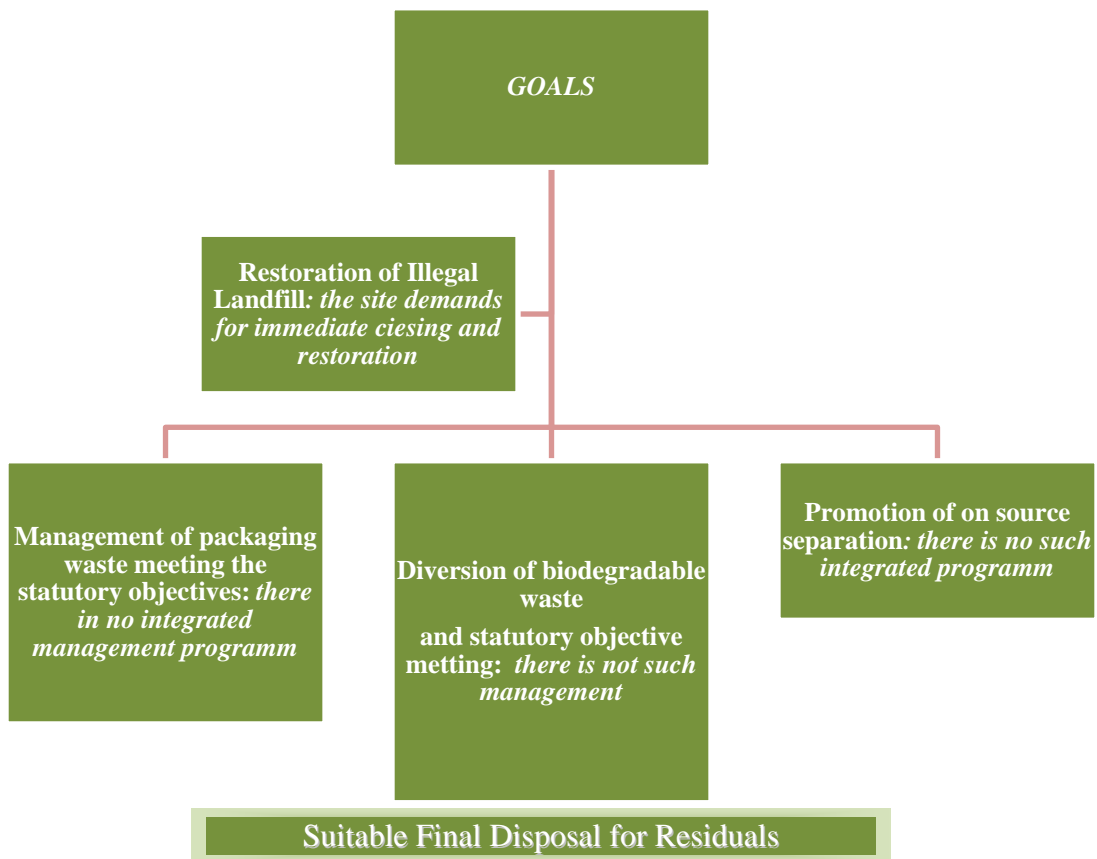 GOALS
Restoration of Illegal
Landfill: the site demands
for immediate ciesing and
restoration
Management of packaging
waste meeting the
statutory objectives: there
in no integrated
management programm
Diversion of biodegradable
waste
and statutory objective
metting: there is not such
management
Promotion of on source
separation: there is no such
integrated programm
Suitable Final Disposal for Residuals